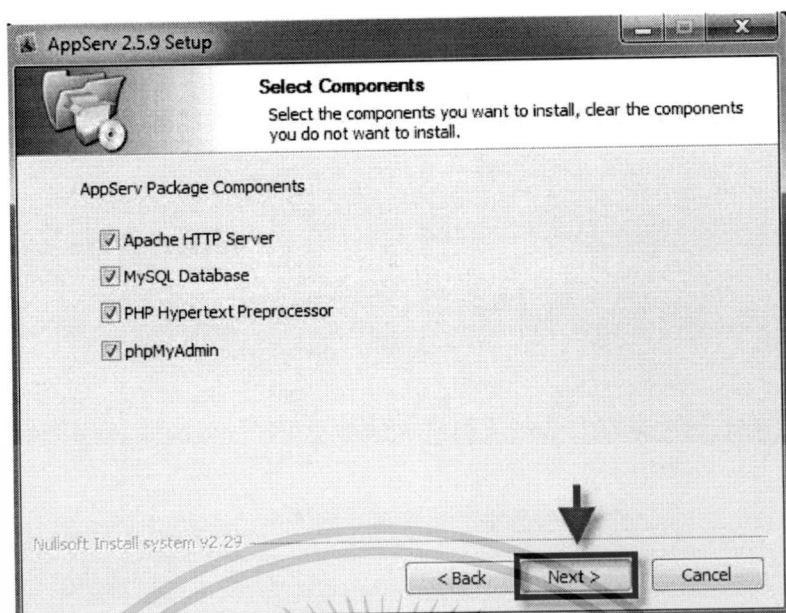 AppServ 2.5.9 Setup
Select Components
Select the components you want to install, clear the components
you do not want to install.
AppServ Package Components
Apache HTTP Server
MySQL Database
PHP Hypertext Preprocessor
phpMyAdmin
Nullsoft Install system v2.29
< Back
Next >
Cancel